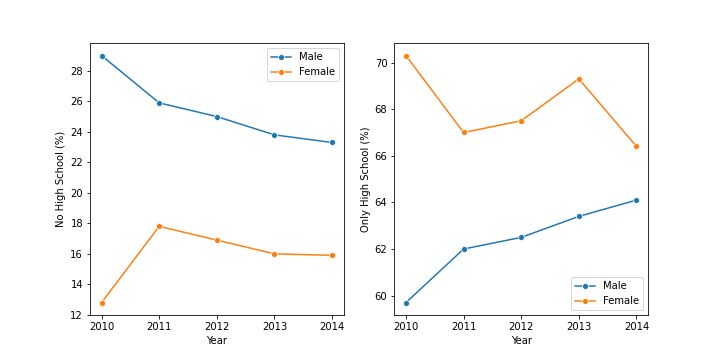 No High School (%)
28
26
24
22
20
18
16
14
12
2010 2011 2012 2013 2014
Year
Male
Female
Only High School (%)
70
68
66
64
62
60
2010 2011 2012 2013 2014
Year
Male
Female